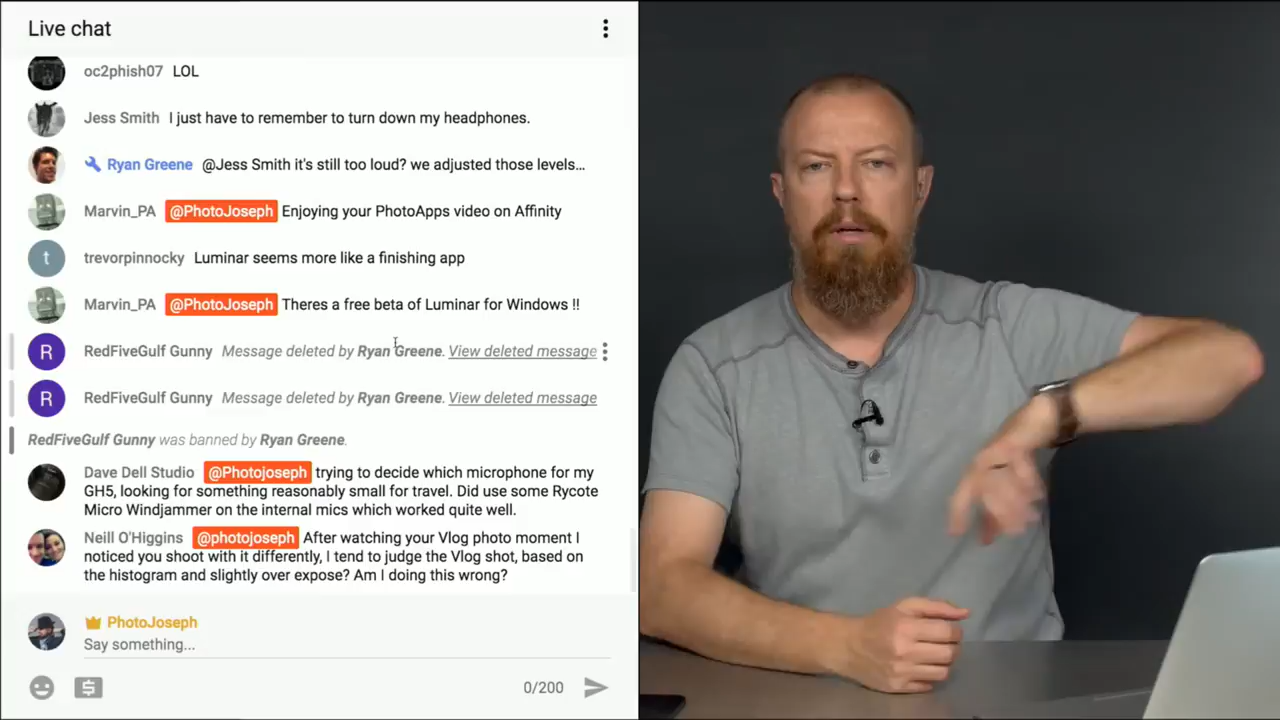 Live chat
oc2phish07 LOL
Jess Smith I just have to remember to turn down my headphones.
Ryan Greene @Jess Smith it's still too loud? we adjusted those levels...
Marvin_PA @PhotoJoseph Enjoying your PhotoApps video on Affinity
t trevorpinnocky Luminar seems more like a finishing app
Marvin_PA @PhotoJoseph Theres a free beta of Luminar for Windows !!
R RedFiveGulf Gunny Message deleted by Ryan Greene. View deleted message
R RedFiveGulf Gunny Message deleted by Ryan Greene. View deleted message
RedFiveGulf Gunny was banned by Ryan Greene.
Dave Dell Studio @Photojoseph trying to decide which microphone for my
GH5, looking for something reasonably small for travel. Did use some Rycote
Micro Windjammer on the internal mics which worked quite well.
Neill O'Higgins @photojoseph After watching your Vlog photo moment I
noticed you shoot with it differently, I tend to judge the Vlog shot, based on
the histogram and slightly over expose? Am I doing this wrong?
PhotoJoseph
Say something...
0/200